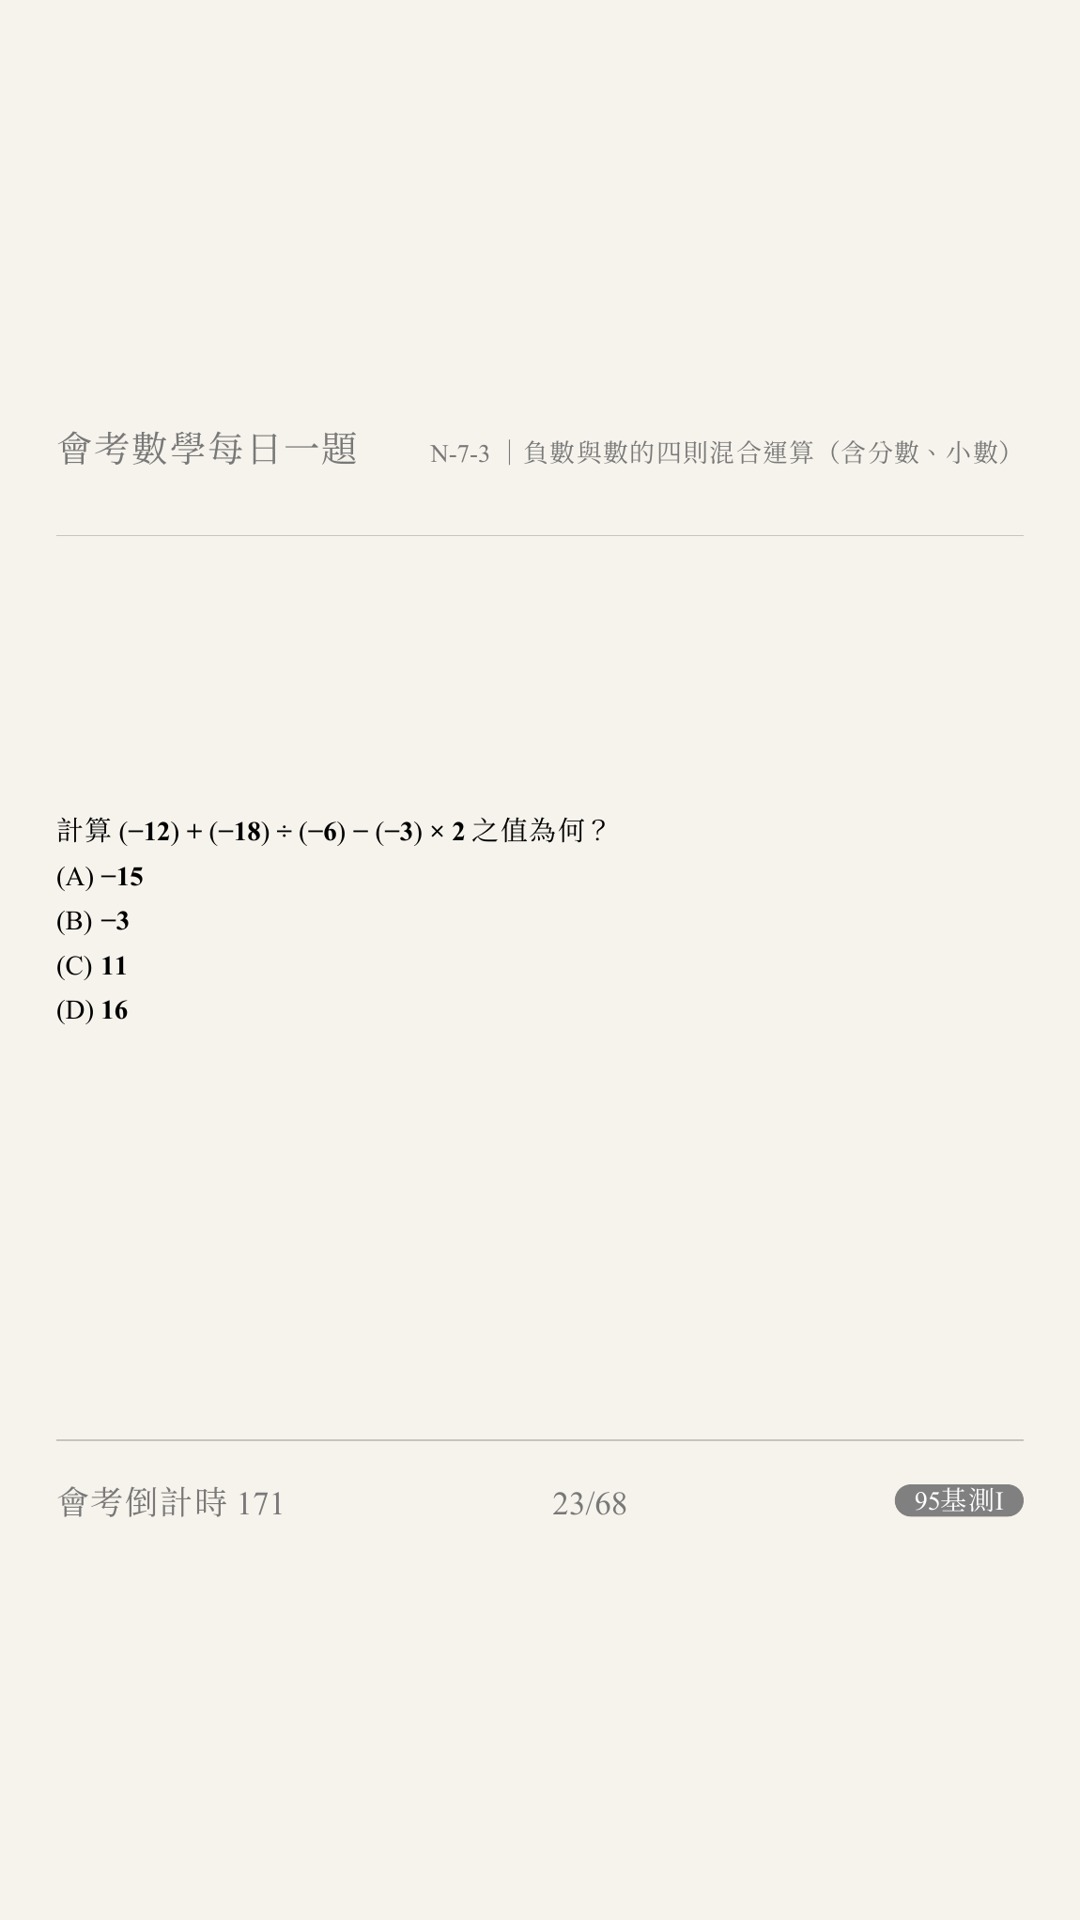 會考數學每日一題
N-7-3｜負數與數的四則混合運算（含分數、小數）
計算 (−12) + (−18) ÷ (−6) − (−3) × 2 之值為何？
(A) −15
(B) −3
(C) 11
(D) 16
會考倒計時 171
23/68
95基測I